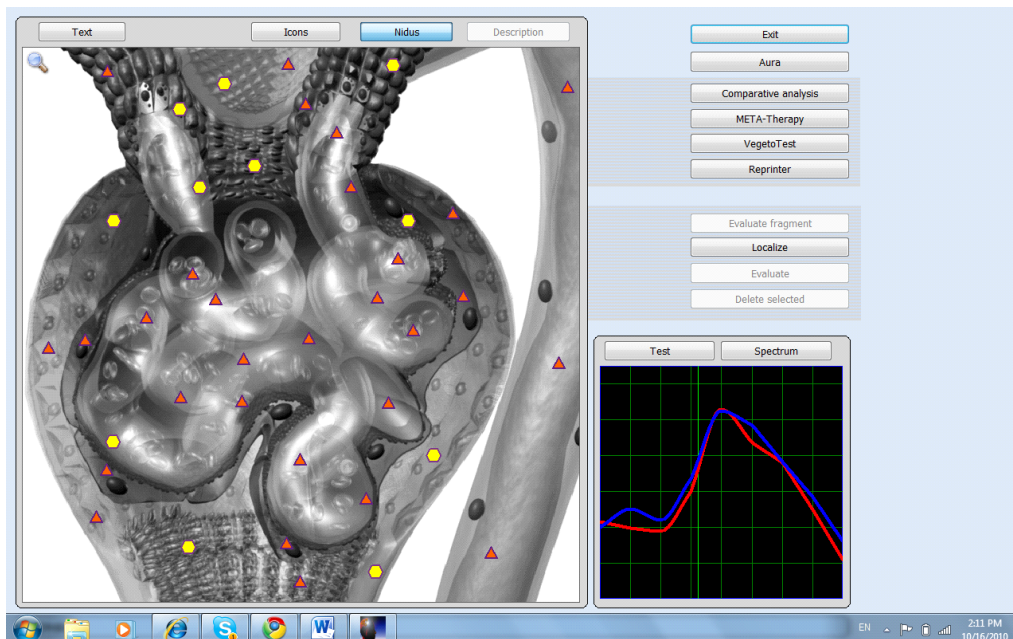 Text
Icons
Nidus
Description
Exit
Aura
Comparative analysis
META-Therapy
VegetoTest
Reprinter
Evaluate fragment
Localize
Evaluate
Delete selected
Test
Spectrum
EN
2:11 PM
10/16/2010